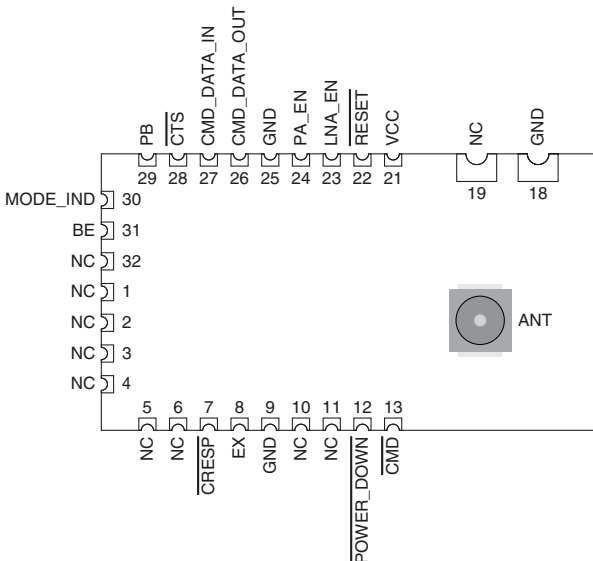 PB
CTS
CMD_DATA_IN
CMD_DATA_OUT
GND
PA_EN
LNA_EN
RESET
VCC
NC
GND
29
28
27
26
25
24
23
22
21
19
18
MODE_IND 30
BE 31
NC 32
NC 1
NC 2
NC 3
NC 4
ANT
5
6
7
8
9
10
11
12
13
NC
NC
CRESP
EX
GND
NC
NC
POWER_DOWN
CMD